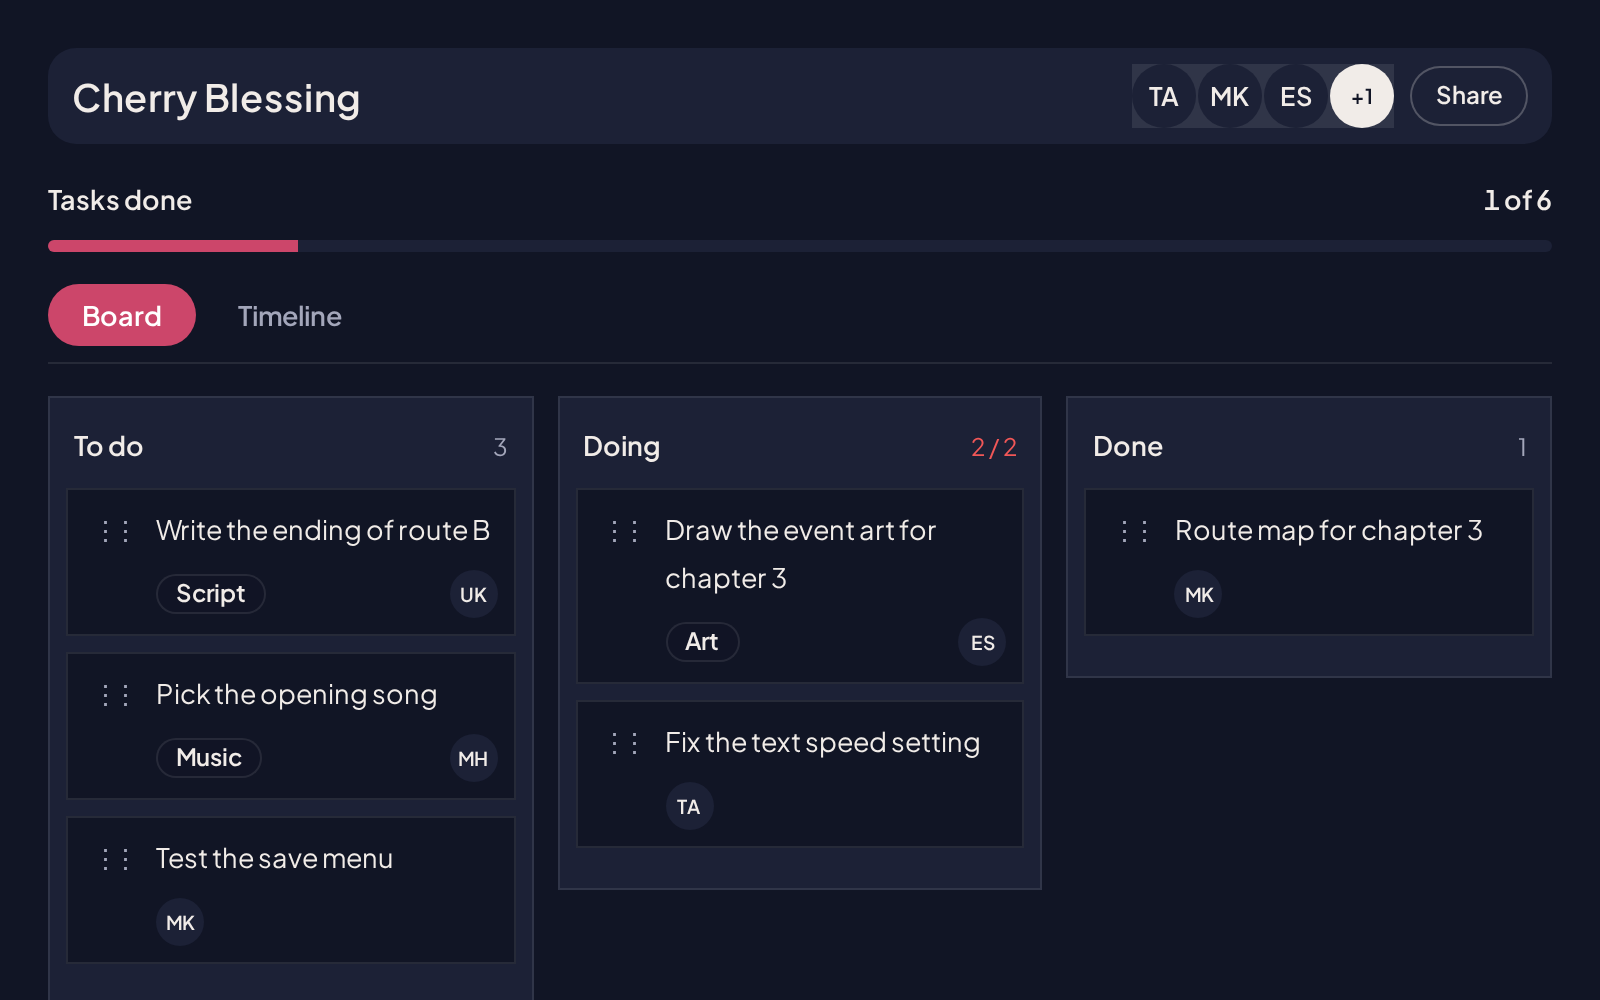 Cherry Blessing
TA MK ES +1 Share
Tasks done 1 of 6
Board Timeline
To do 3
Write the ending of route B
Script UK
Pick the opening song
Music MH
Test the save menu
MK
Doing 2 / 2
Draw the event art for
chapter 3
Art ES
Fix the text speed setting
TA
Done 1
Route map for chapter 3
MK